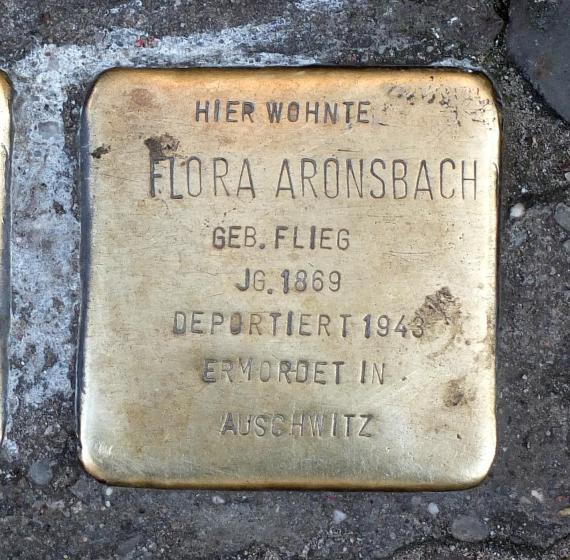 HIER WOHNTE
FLORA ARONSBACH
GEB. FLIEG
JG. 1869
DEPORTIERT 1943
ERMORDET IN
AUSCHWITZ